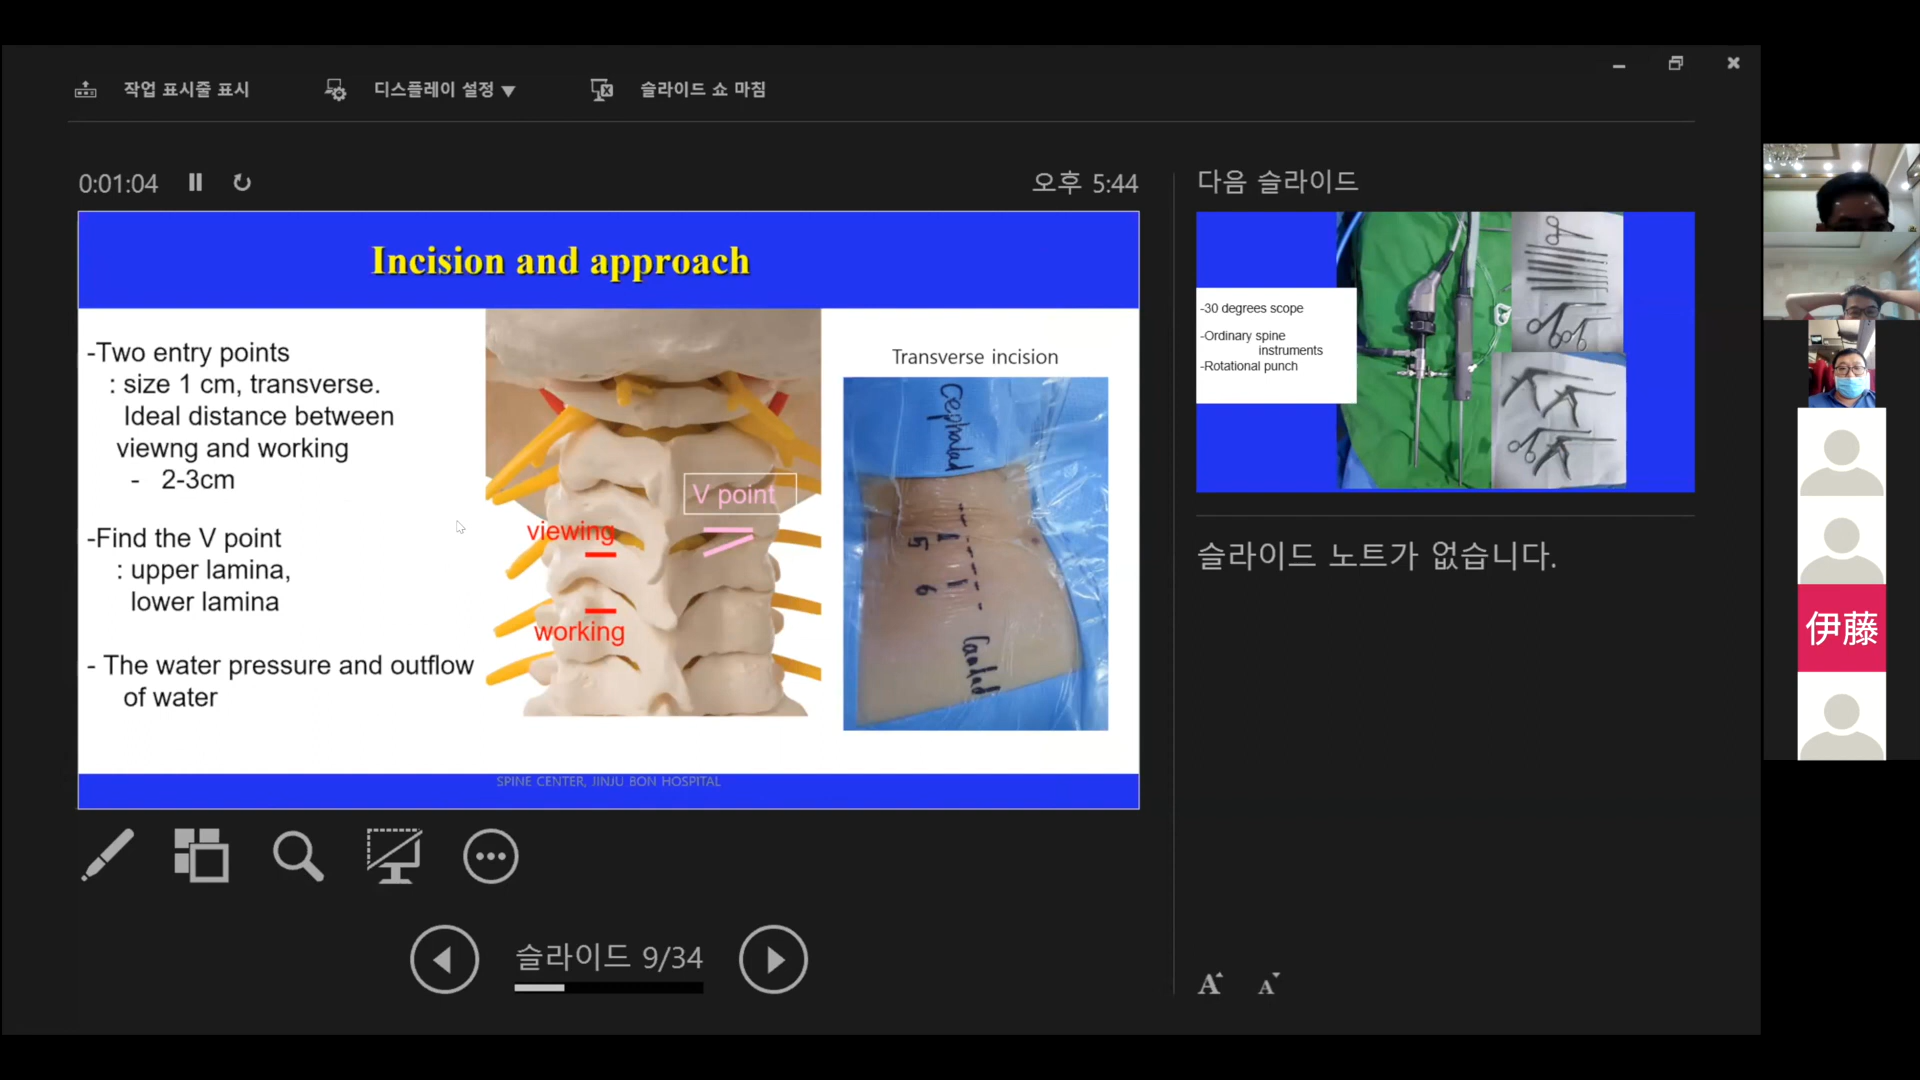 작업 표시줄 표시
디스플레이 설정 ▼
슬라이드 쇼 마침
0:01:04
오후 5:44
다음 슬라이드
Incision and approach
-Two entry points
: size 1 cm, transverse.
Ideal distance between
viewng and working
- 2-3cm
-Find the V point
: upper lamina,
lower lamina
- The water pressure and outflow
of water
V point
viewing
working
Transverse incision
Cephalad
5
6
Caudad
SPINE CENTER, JINJU BON HOSPITAL
-30 degrees scope
-Ordinary spine
instruments
-Rotational punch
슬라이드 노트가 없습니다.
伊藤
슬라이드 9/34
A
A